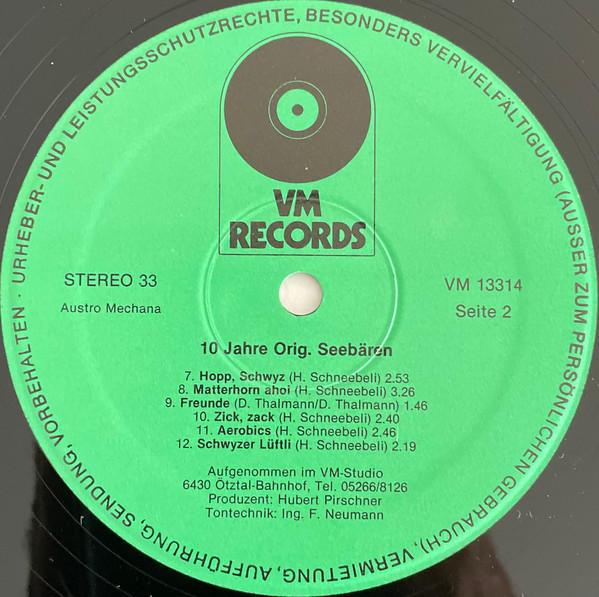 URHEBER- UND LEISTUNGSSCHUTZRECHTE, BESONDERS VERVIELFÄLTIGUNG (AUSSER ZUM PERSÖNLICHEN GEBRAUCH), VERMIETUNG, AUFFÜHRUNG, SENDUNG, VORBEHALTEN ·
VM
RECORDS
STEREO 33
Austro Mechana
VM 13314
Seite 2
10 Jahre Orig. Seebären
7. Hopp, Schwyz (H. Schneebeli) 2.53
8. Matterhorn ahoi (H. Schneebeli) 3.26
9. Freunde (D. Thalmann/D. Thalmann) 1.46
10. Zick, zack (H. Schneebeli) 2.40
11. Aerobics (H. Schneebeli) 2.46
12. Schwyzer Lüftli (H. Schneebeli) 2.19
Aufgenommen im VM-Studio
6430 Ötztal-Bahnhof, Tel. 05266/8126
Produzent: Hubert Pirschner
Tontechnik: Ing. F. Neumann